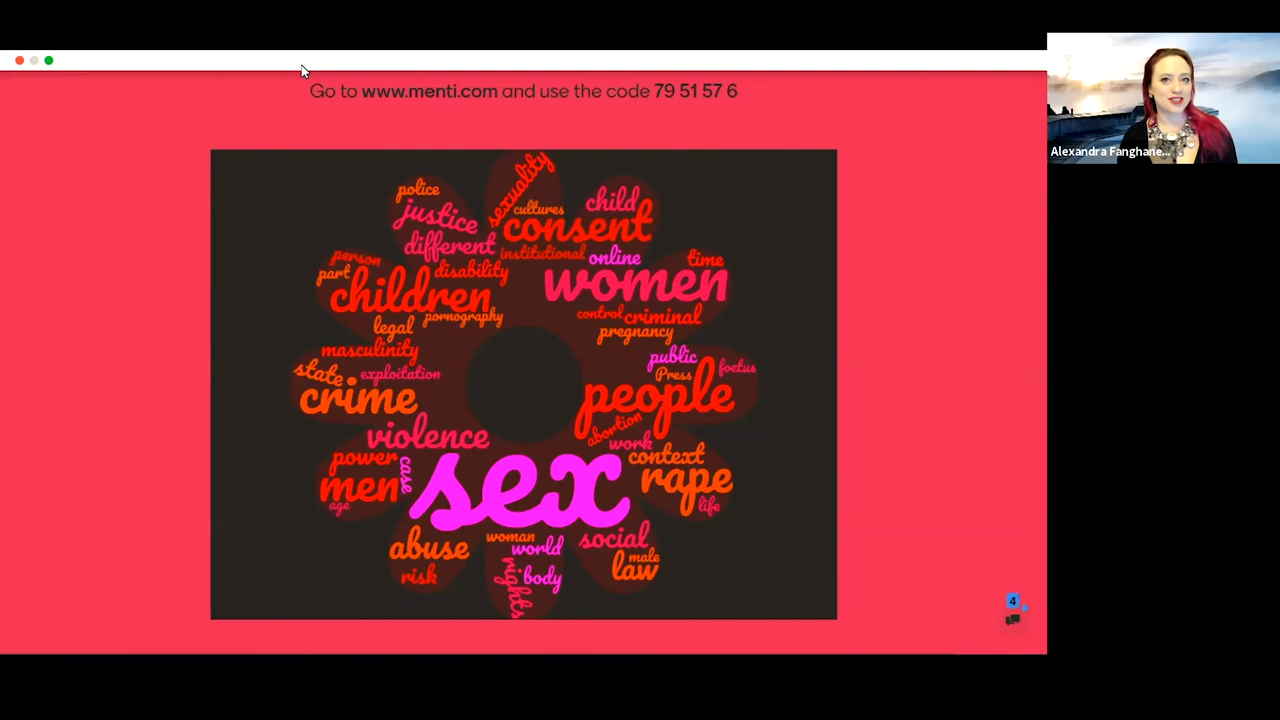 Go to www.menti.com and use the code 79 51 57 6
Alexandra Fanghane...
police
sexuality
justice
cultures
child
consent
different
institutional
online
person
part
disability
women
time
children
legal
pornography
control
criminal
pregnancy
masculinity
public
state
exploitation
Press
foetus
crime
people
abortion
violence
work
power
case
context
men
sex
rape
age
life
abuse
woman
world
social
male
risk
rights
body
law
4